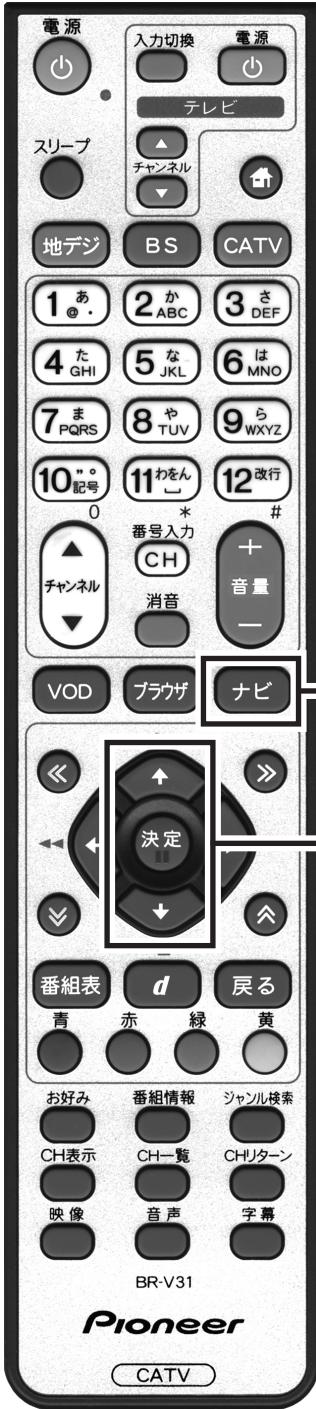 電源
入力切換 電源
テレビ
スリープ
チャンネル
地デジ BS CATV
1 あ @. 2 か ABC 3 さ DEF
4 た GHI 5 な JKL 6 は MNO
7 ま PQRS 8 や TUV 9 ら WXYZ
10 ゛゜ 記号 11 わをん 12 改行
0 * #
番号入力
チャンネル CH + 音量 -
消音
VOD ブラウザ ナビ
決定
番組表 d 戻る
青 赤 緑 黄
お好み 番組情報 ジャンル検索
CH表示 CH一覧 CHリターン
映像 音声 字幕
BR-V31
Pioneer
CATV